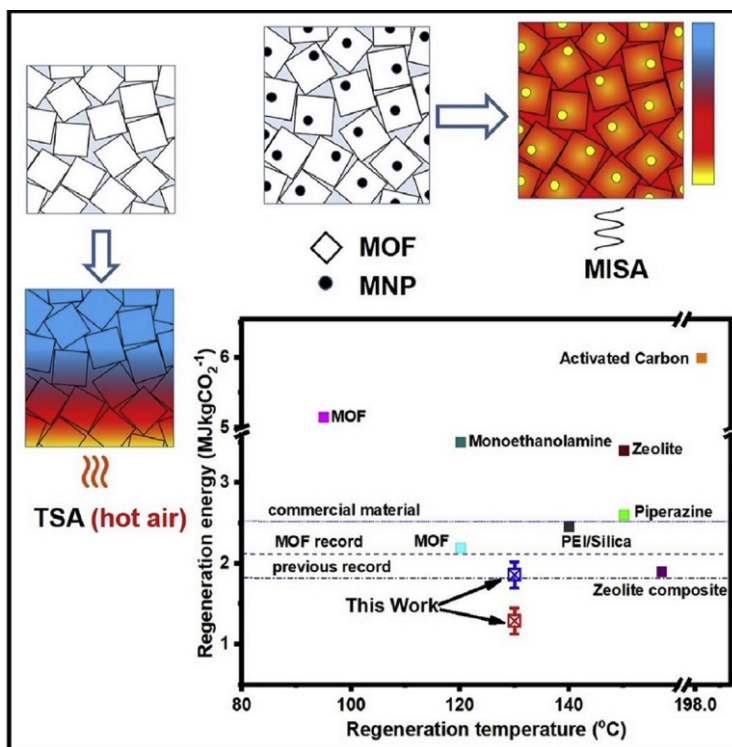 MOF
MNP
MISA
TSA (hot air)
Regeneration energy (MJkgCO2⁻¹)
6
5
3
2
1
Activated Carbon
MOF
Monoethanolamine
Zeolite
commercial material
Piperazine
MOF record
MOF
PEI/Silica
previous record
Zeolite composite
This Work
80
100
120
140
198.0
Regeneration temperature (°C)